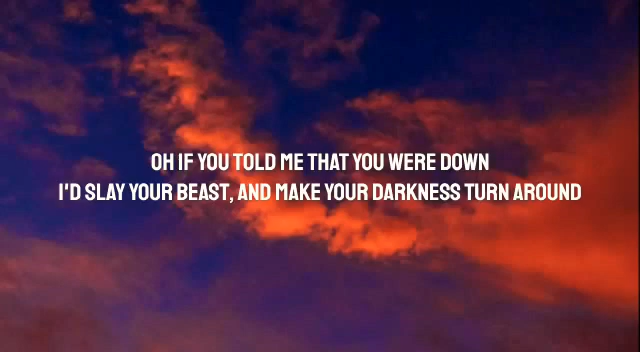 OH IF YOU TOLD ME THAT YOU WERE DOWN
I'D SLAY YOUR BEAST, AND MAKE YOUR DARKNESS TURN AROUND